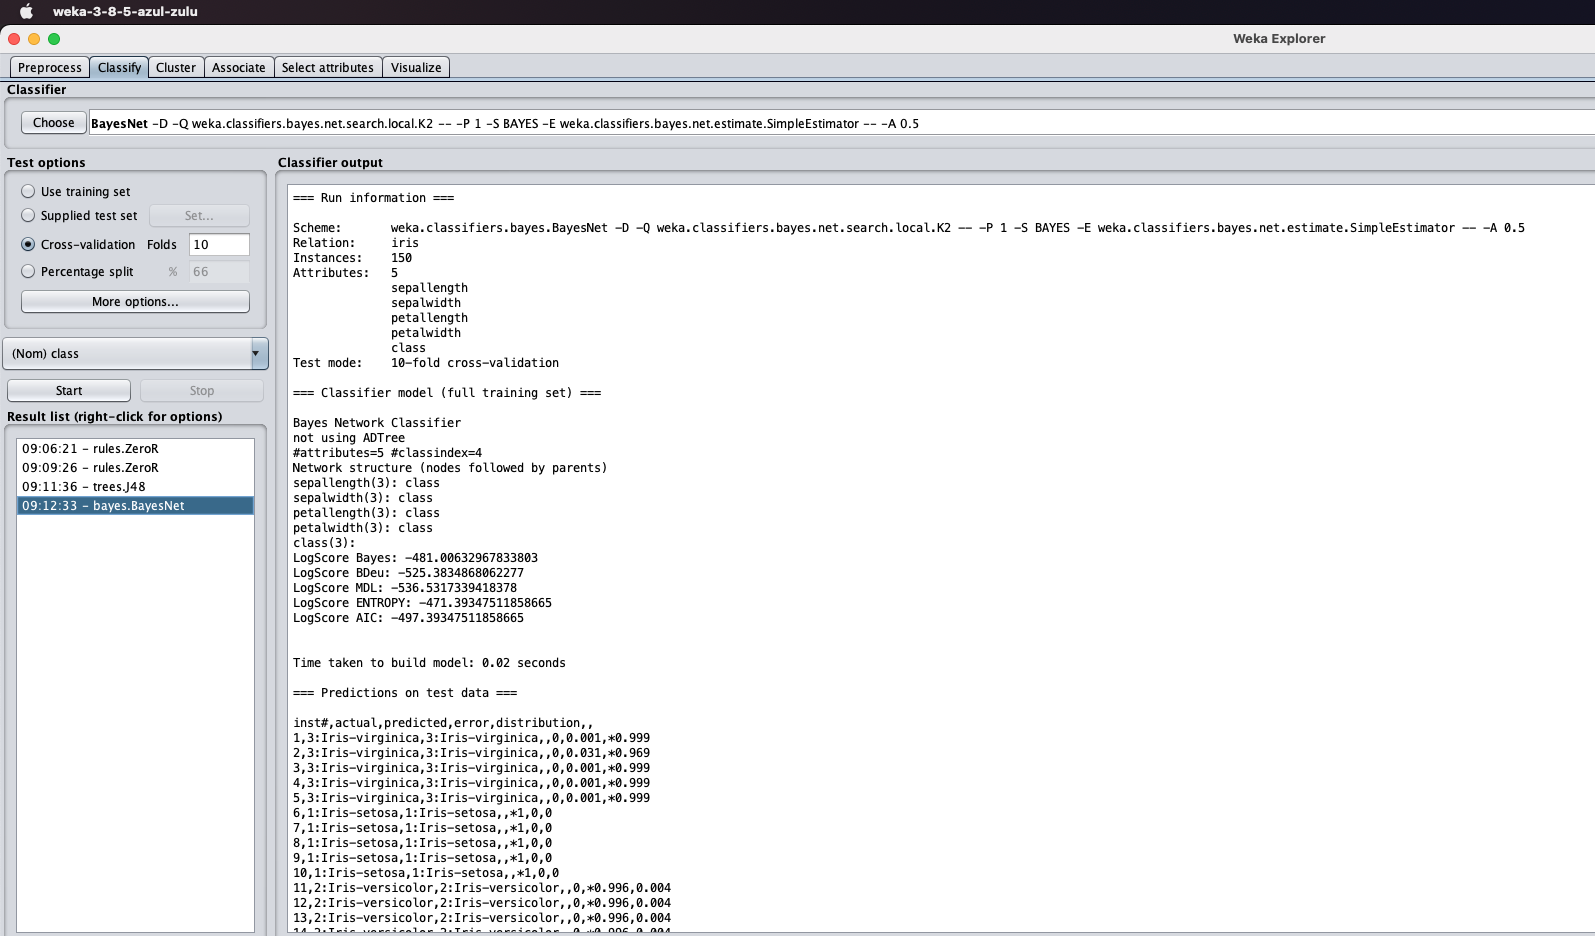 weka-3-8-5-azul-zulu
Weka Explorer
Preprocess Classify Cluster Associate Select attributes Visualize
Classifier
Choose BayesNet -D -Q weka.classifiers.bayes.net.search.local.K2 -- -P 1 -S BAYES -E weka.classifiers.bayes.net.estimate.SimpleEstimator -- -A 0.5
Test options
Use training set
Supplied test set Set...
Cross-validation Folds 10
Percentage split % 66
More options...
(Nom) class
Start Stop
Result list (right-click for options)
09:06:21 - rules.ZeroR
09:09:26 - rules.ZeroR
09:11:36 - trees.J48
09:12:33 - bayes.BayesNet
Classifier output
=== Run information ===
Scheme: weka.classifiers.bayes.BayesNet -D -Q weka.classifiers.bayes.net.search.local.K2 -- -P 1 -S BAYES -E weka.classifiers.bayes.net.estimate.SimpleEstimator -- -A 0.5
Relation: iris
Instances: 150
Attributes: 5
sepallength
sepalwidth
petallength
petalwidth
class
Test mode: 10-fold cross-validation
=== Classifier model (full training set) ===
Bayes Network Classifier
not using ADTree
#attributes=5 #classindex=4
Network structure (nodes followed by parents)
sepallength(3): class
sepalwidth(3): class
petallength(3): class
petalwidth(3): class
class(3):
LogScore Bayes: -481.00632967833803
LogScore BDeu: -525.3834868062277
LogScore MDL: -536.5317339418378
LogScore ENTROPY: -471.39347511858665
LogScore AIC: -497.39347511858665
Time taken to build model: 0.02 seconds
=== Predictions on test data ===
inst#,actual,predicted,error,distribution,,
1,3:Iris-virginica,3:Iris-virginica,,0,0.001,*0.999
2,3:Iris-virginica,3:Iris-virginica,,0,0.031,*0.969
3,3:Iris-virginica,3:Iris-virginica,,0,0.001,*0.999
4,3:Iris-virginica,3:Iris-virginica,,0,0.001,*0.999
5,3:Iris-virginica,3:Iris-virginica,,0,0.001,*0.999
6,1:Iris-setosa,1:Iris-setosa,,*1,0,0
7,1:Iris-setosa,1:Iris-setosa,,*1,0,0
8,1:Iris-setosa,1:Iris-setosa,,*1,0,0
9,1:Iris-setosa,1:Iris-setosa,,*1,0,0
10,1:Iris-setosa,1:Iris-setosa,,*1,0,0
11,2:Iris-versicolor,2:Iris-versicolor,,0,*0.996,0.004
12,2:Iris-versicolor,2:Iris-versicolor,,0,*0.996,0.004
13,2:Iris-versicolor,2:Iris-versicolor,,0,*0.996,0.004
14,2:Iris-versicolor,2:Iris-versicolor,,0,*0.996,0.004